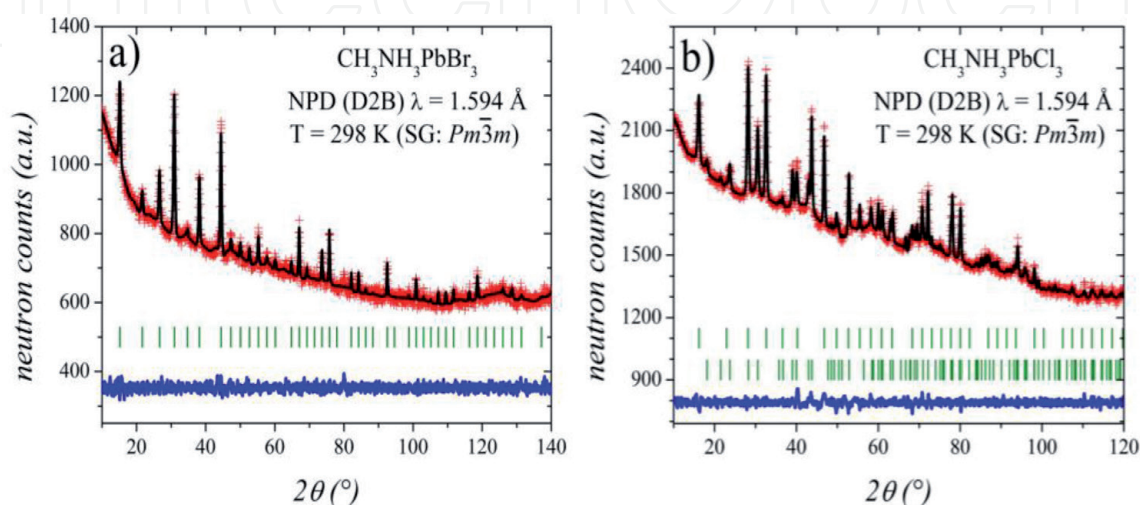 a)
CH₃NH₃PbBr₃
NPD (D2B) λ = 1.594 Å
T = 298 K (SG: Pm3̅m)
neutron counts (a.u.)
1400
1200
1000
800
600
400
20 40 60 80 100 120 140
2θ (°)
b)
CH₃NH₃PbCl₃
NPD (D2B) λ = 1.594 Å
T = 298 K (SG: Pm3̅m)
neutron counts (a.u.)
2400
2100
1800
1500
1200
900
20 40 60 80 100 120
2θ (°)